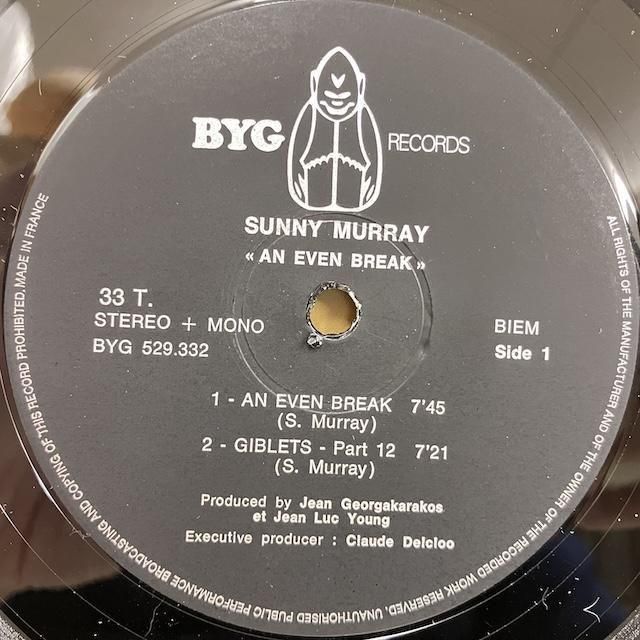 BYG RECORDS
SUNNY MURRAY
« AN EVEN BREAK »
33 T.
STEREO + MONO
BYG 529.332
BIEM
Side 1
1 - AN EVEN BREAK 7'45
(S. Murray)
2 - GIBLETS - Part 12 7'21
(S. Murray)
Produced by Jean Georgakarakos
et Jean Luc Young
Executive producer : Claude Delcloo
ALL RIGHTS OF THE MANUFACTURER AND OF THE OWNER OF THE RECORDED WORK RESERVED. UNAUTHORISED PUBLIC PERFORMANCE BROADCASTING AND COPYING OF THIS RECORD PROHIBITED. MADE IN FRANCE